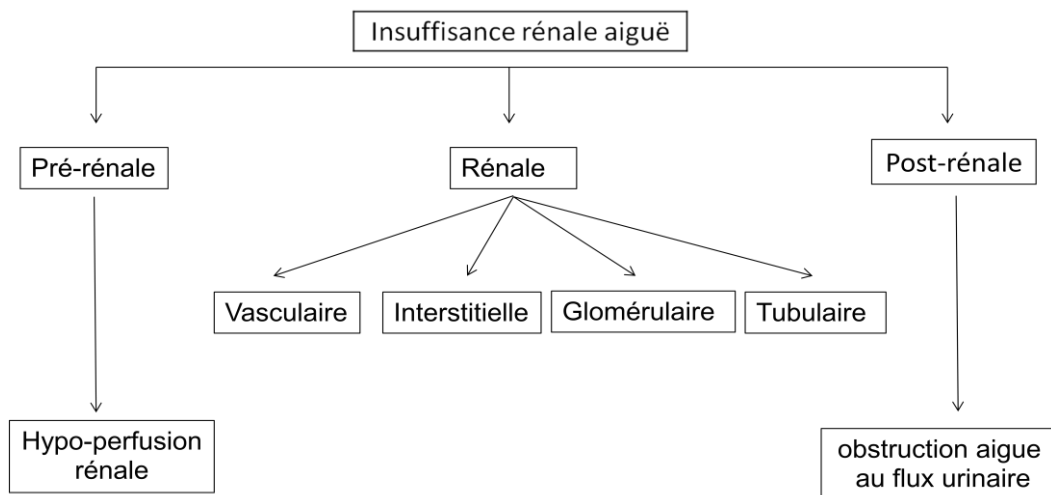 Insuffisance rénale aiguë
Pré-rénale
Rénale
Post-rénale
Vasculaire
Interstitielle
Glomérulaire
Tubulaire
Hypo-perfusion
rénale
obstruction aigue
au flux urinaire